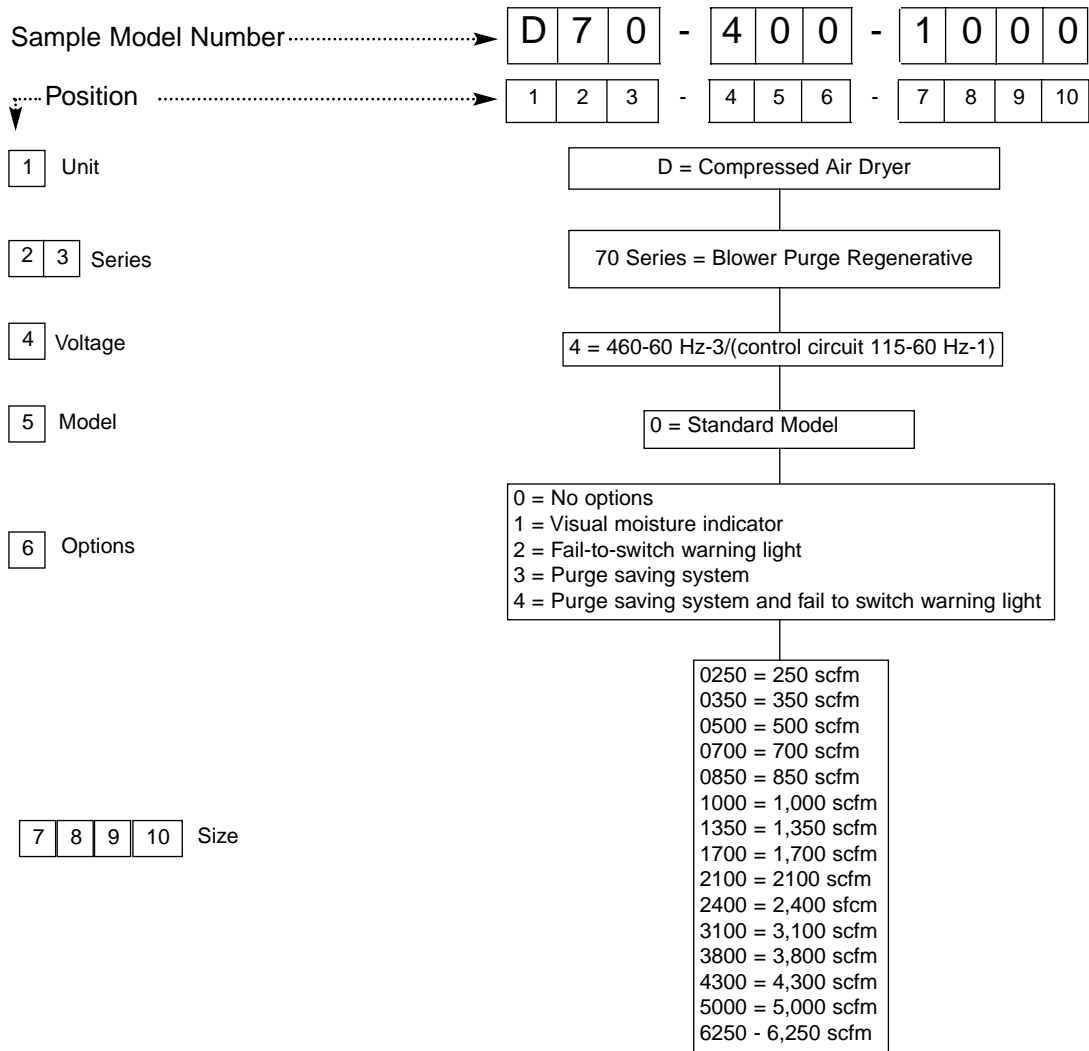 Sample Model Number D 7 0 - 4 0 0 - 1 0 0 0
Position 1 2 3 - 4 5 6 - 7 8 9 10
1 Unit D = Compressed Air Dryer
2 3 Series 70 Series = Blower Purge Regenerative
4 Voltage 4 = 460-60 Hz-3/(control circuit 115-60 Hz-1)
5 Model 0 = Standard Model
0 = No options
1 = Visual moisture indicator
6 Options 2 = Fail-to-switch warning light
3 = Purge saving system
4 = Purge saving system and fail to switch warning light
0250 = 250 scfm
0350 = 350 scfm
0500 = 500 scfm
0700 = 700 scfm
0850 = 850 scfm
1000 = 1,000 scfm
1350 = 1,350 scfm
7 8 9 10 Size 1700 = 1,700 scfm
2100 = 2100 scfm
2400 = 2,400 sfcm
3100 = 3,100 scfm
3800 = 3,800 scfm
4300 = 4,300 scfm
5000 = 5,000 scfm
6250 - 6,250 scfm